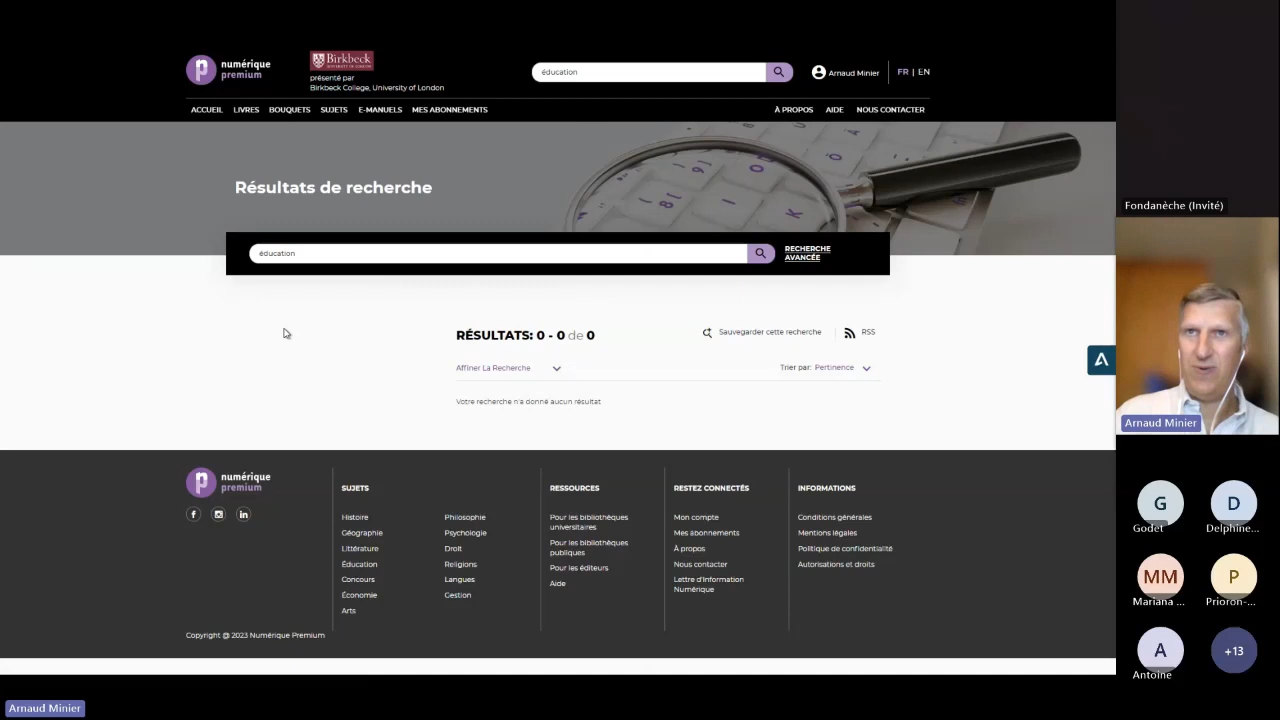 numérique
premium
Birkbeck
UNIVERSITY OF LONDON
présenté par
Birkbeck College, University of London
éducation
Arnaud Minier
FR | EN
ACCUEIL LIVRES BOUQUETS SUJETS E-MANUELS MES ABONNEMENTS
À PROPOS AIDE NOUS CONTACTER
Résultats de recherche
éducation
RECHERCHE
AVANCÉE
RÉSULTATS: 0 - 0 de 0
Sauvegarder cette recherche
RSS
Affiner La Recherche
Trier par: Pertinence
Votre recherche n'a donné aucun résultat
numérique
premium
SUJETS
Histoire
Géographie
Littérature
Éducation
Concours
Économie
Arts
Philosophie
Psychologie
Droit
Religions
Langues
Gestion
RESSOURCES
Pour les bibliothèques
universitaires
Pour les bibliothèques
publiques
Pour les éditeurs
Aide
RESTEZ CONNECTÉS
Mon compte
Mes abonnements
À propos
Nous contacter
Lettre d'information
Numérique
INFORMATIONS
Conditions générales
Mentions légales
Politique de confidentialité
Autorisations et droits
Copyright @ 2023 Numérique Premium
Arnaud Minier
Fondanèche (Invité)
Arnaud Minier
G
Godet
D
Delphine...
MM
Mariana ...
P
Prioron-...
A
Antoine
+13